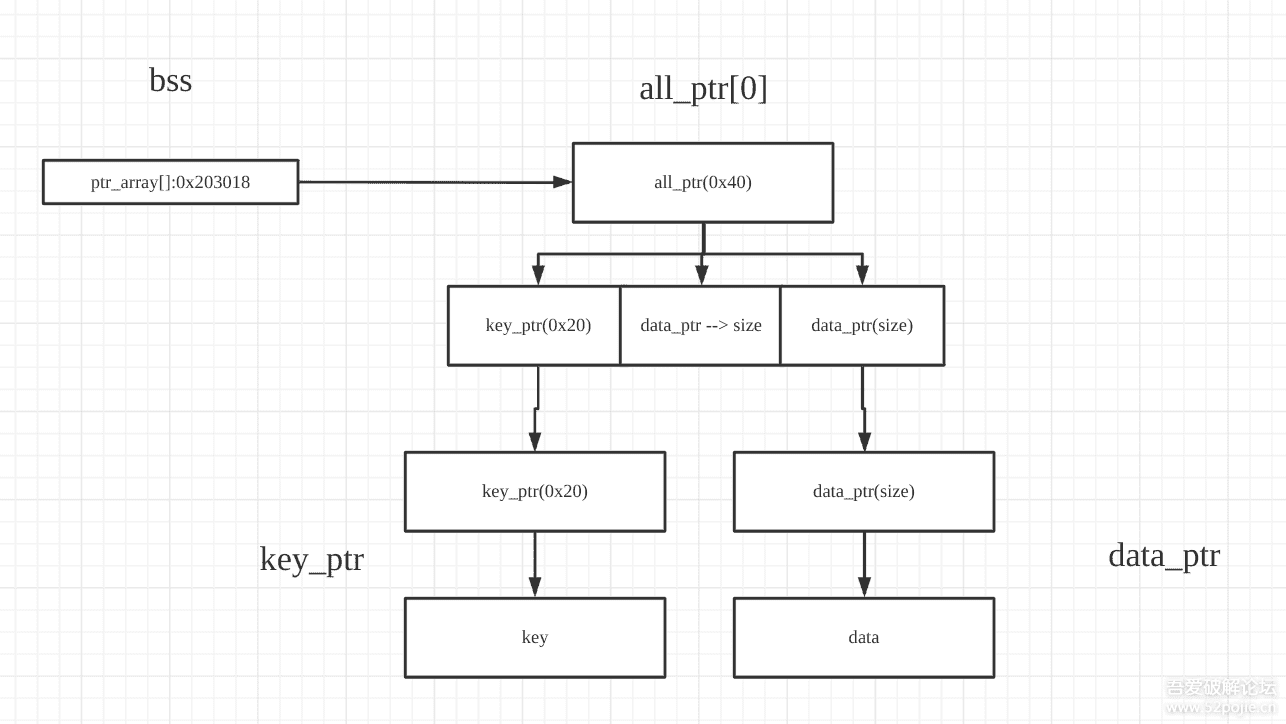 bss
all_ptr[0]
ptr_array[]:0x203018
all_ptr(0x40)
key_ptr(0x20)
data_ptr --> size
data_ptr(size)
key_ptr(0x20)
data_ptr(size)
key_ptr
data_ptr
key
data
吾爱破解论坛
www.52pojie.cn